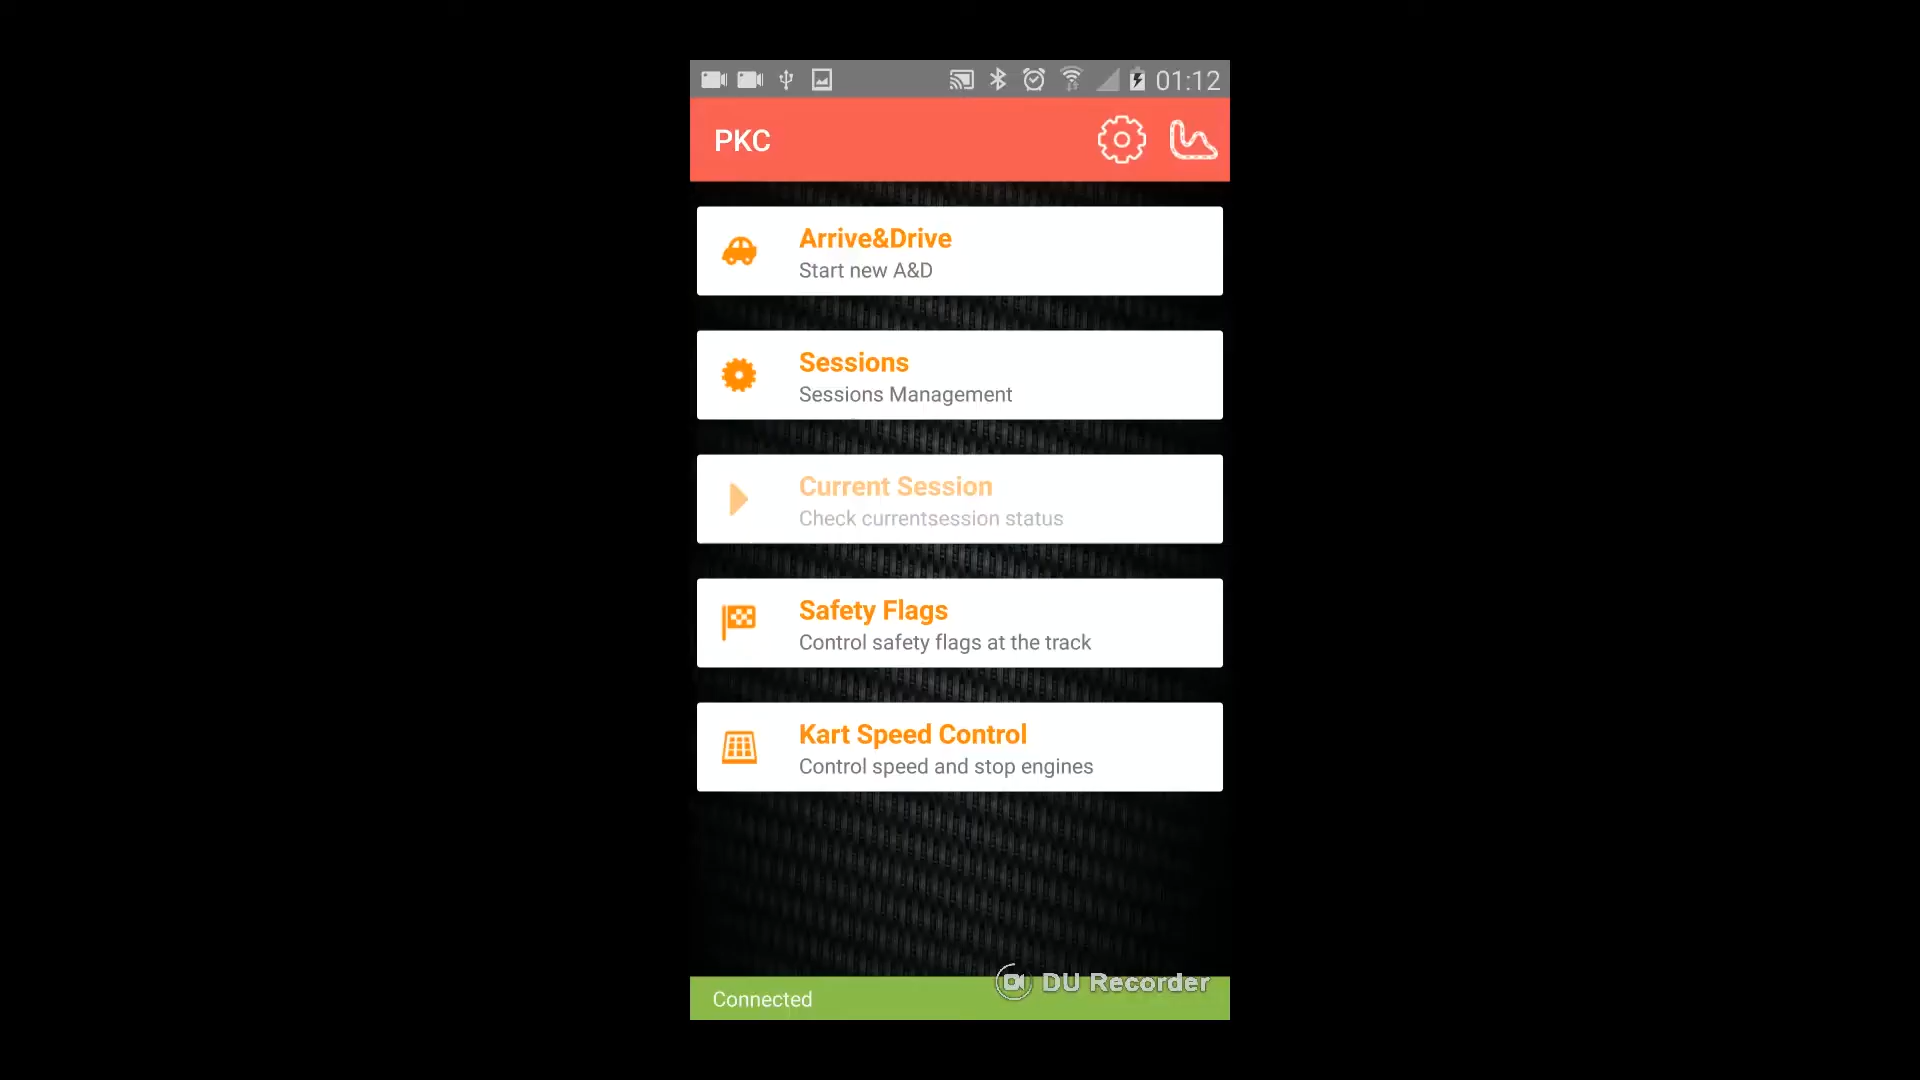 01:12
PKC
Arrive&Drive
Start new A&D
Sessions
Sessions Management
Current Session
Check currentsession status
Safety Flags
Control safety flags at the track
Kart Speed Control
Control speed and stop engines
DU Recorder
Connected